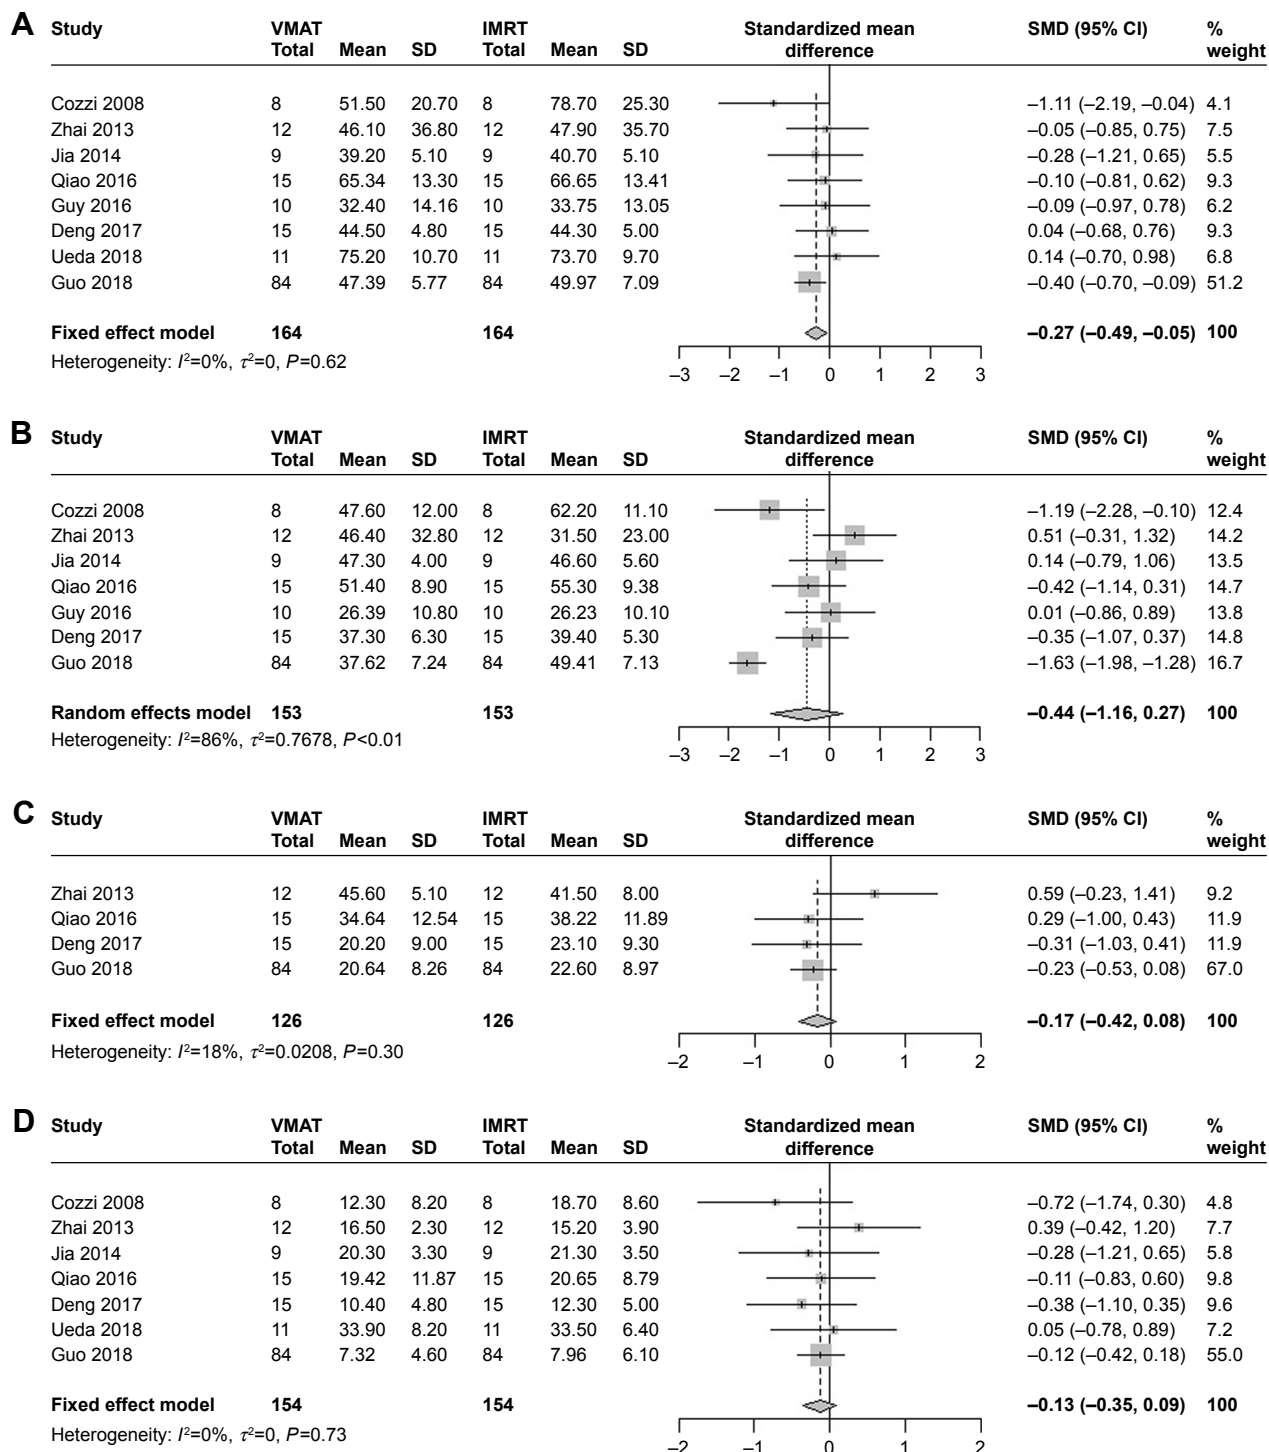 A Study VMAT IMRT Standardized mean SMD (95% CI) %
Total Mean SD Total Mean SD difference weight
Cozzi 2008 8 51.50 20.70 8 78.70 25.30 –1.11 (–2.19, –0.04) 4.1
Zhai 2013 12 46.10 36.80 12 47.90 35.70 –0.05 (–0.85, 0.75) 7.5
Jia 2014 9 39.20 5.10 9 40.70 5.10 –0.28 (–1.21, 0.65) 5.5
Qiao 2016 15 65.34 13.30 15 66.65 13.41 –0.10 (–0.81, 0.62) 9.3
Guy 2016 10 32.40 14.16 10 33.75 13.05 –0.09 (–0.97, 0.78) 6.2
Deng 2017 15 44.50 4.80 15 44.30 5.00 0.04 (–0.68, 0.76) 9.3
Ueda 2018 11 75.20 10.70 11 73.70 9.70 0.14 (–0.70, 0.98) 6.8
Guo 2018 84 47.39 5.77 84 49.97 7.09 –0.40 (–0.70, –0.09) 51.2
Fixed effect model 164 164 –0.27 (–0.49, –0.05) 100
Heterogeneity: I²=0%, τ²=0, P=0.62
–3 –2 –1 0 1 2 3
B Study VMAT IMRT Standardized mean SMD (95% CI) %
Total Mean SD Total Mean SD difference weight
Cozzi 2008 8 47.60 12.00 8 62.20 11.10 –1.19 (–2.28, –0.10) 12.4
Zhai 2013 12 46.40 32.80 12 31.50 23.00 0.51 (–0.31, 1.32) 14.2
Jia 2014 9 47.30 4.00 9 46.60 5.60 0.14 (–0.79, 1.06) 13.5
Qiao 2016 15 51.40 8.90 15 55.30 9.38 –0.42 (–1.14, 0.31) 14.7
Guy 2016 10 26.39 10.80 10 26.23 10.10 0.01 (–0.86, 0.89) 13.8
Deng 2017 15 37.30 6.30 15 39.40 5.30 –0.35 (–1.07, 0.37) 14.8
Guo 2018 84 37.62 7.24 84 49.41 7.13 –1.63 (–1.98, –1.28) 16.7
Random effects model 153 153 –0.44 (–1.16, 0.27) 100
Heterogeneity: I²=86%, τ²=0.7678, P<0.01
–3 –2 –1 0 1 2 3
C Study VMAT IMRT Standardized mean SMD (95% CI) %
Total Mean SD Total Mean SD difference weight
Zhai 2013 12 45.60 5.10 12 41.50 8.00 0.59 (–0.23, 1.41) 9.2
Qiao 2016 15 34.64 12.54 15 38.22 11.89 0.29 (–1.00, 0.43) 11.9
Deng 2017 15 20.20 9.00 15 23.10 9.30 –0.31 (–1.03, 0.41) 11.9
Guo 2018 84 20.64 8.26 84 22.60 8.97 –0.23 (–0.53, 0.08) 67.0
Fixed effect model 126 126 –0.17 (–0.42, 0.08) 100
Heterogeneity: I²=18%, τ²=0.0208, P=0.30
–2 –1 0 1 2
D Study VMAT IMRT Standardized mean SMD (95% CI) %
Total Mean SD Total Mean SD difference weight
Cozzi 2008 8 12.30 8.20 8 18.70 8.60 –0.72 (–1.74, 0.30) 4.8
Zhai 2013 12 16.50 2.30 12 15.20 3.90 0.39 (–0.42, 1.20) 7.7
Jia 2014 9 20.30 3.30 9 21.30 3.50 –0.28 (–1.21, 0.65) 5.8
Qiao 2016 15 19.42 11.87 15 20.65 8.79 –0.11 (–0.83, 0.60) 9.8
Deng 2017 15 10.40 4.80 15 12.30 5.00 –0.38 (–1.10, 0.35) 9.6
Ueda 2018 11 33.90 8.20 11 33.50 6.40 0.05 (–0.78, 0.89) 7.2
Guo 2018 84 7.32 4.60 84 7.96 6.10 –0.12 (–0.42, 0.18) 55.0
Fixed effect model 154 154 –0.13 (–0.35, 0.09) 100
Heterogeneity: I²=0%, τ²=0, P=0.73
–2 –1 0 1 2